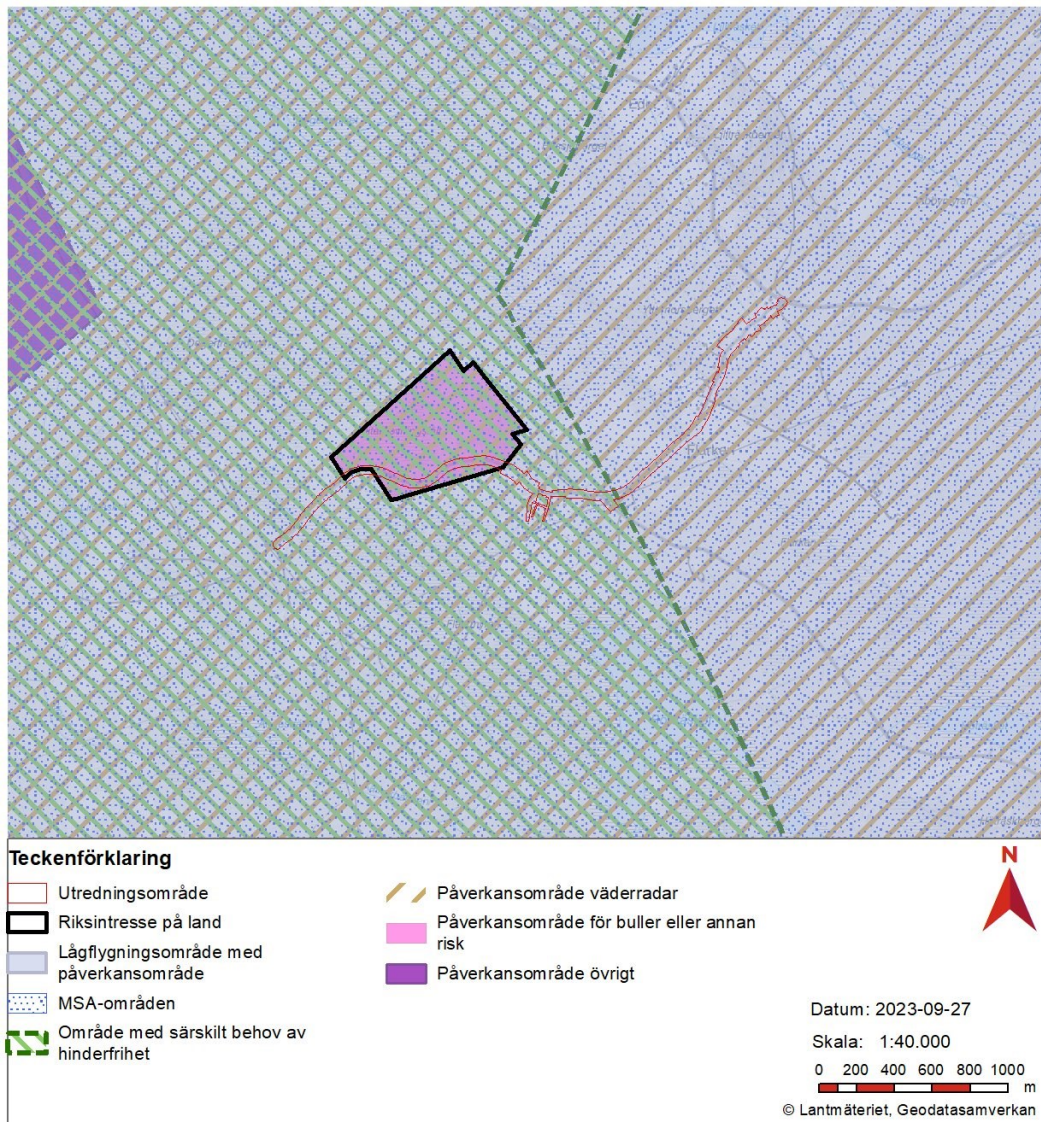 Teckenförklaring
Utredningsområde
Riksintresse på land
Lågflygningsområde med
påverkansområde
MSA-områden
Område med särskilt behov av
hinderfrihet
Påverkansområde väderradar
Påverkansområde för buller eller annan
risk
Påverkansområde övrigt
N
Datum: 2023-09-27
Skala: 1:40.000
0 200 400 600 800 1000
m
© Lantmäteriet, Geodatasamverkan